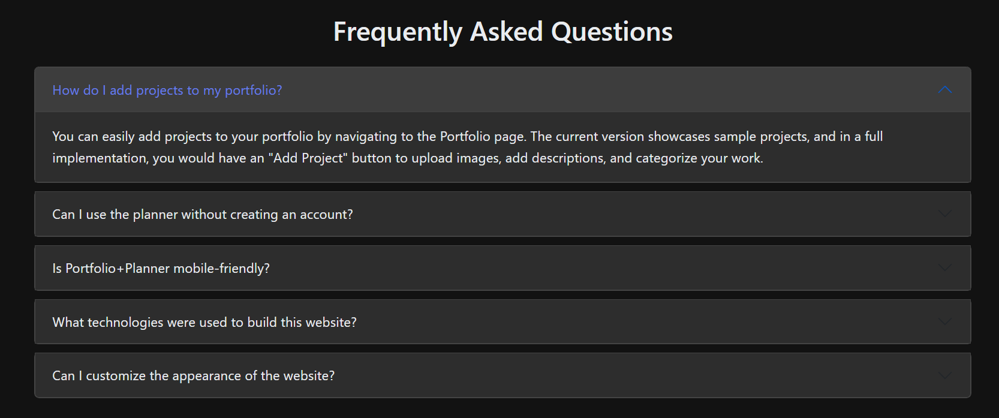 Frequently Asked Questions
How do I add projects to my portfolio?
You can easily add projects to your portfolio by navigating to the Portfolio page. The current version showcases sample projects, and in a full
implementation, you would have an "Add Project" button to upload images, add descriptions, and categorize your work.
Can I use the planner without creating an account?
Is Portfolio+Planner mobile-friendly?
What technologies were used to build this website?
Can I customize the appearance of the website?